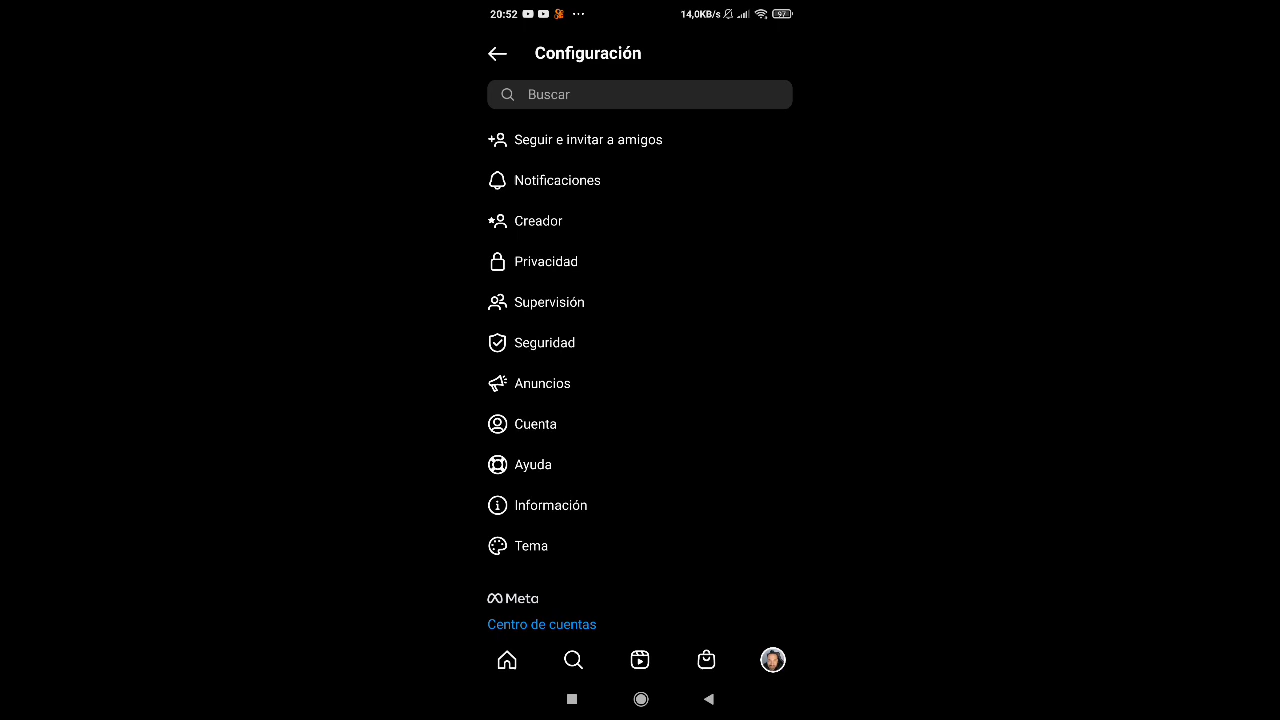 20:52 ... 14,0KB/s 97
Configuración
Buscar
Seguir e invitar a amigos
Notificaciones
Creador
Privacidad
Supervisión
Seguridad
Anuncios
Cuenta
Ayuda
Información
Tema
Meta
Centro de cuentas